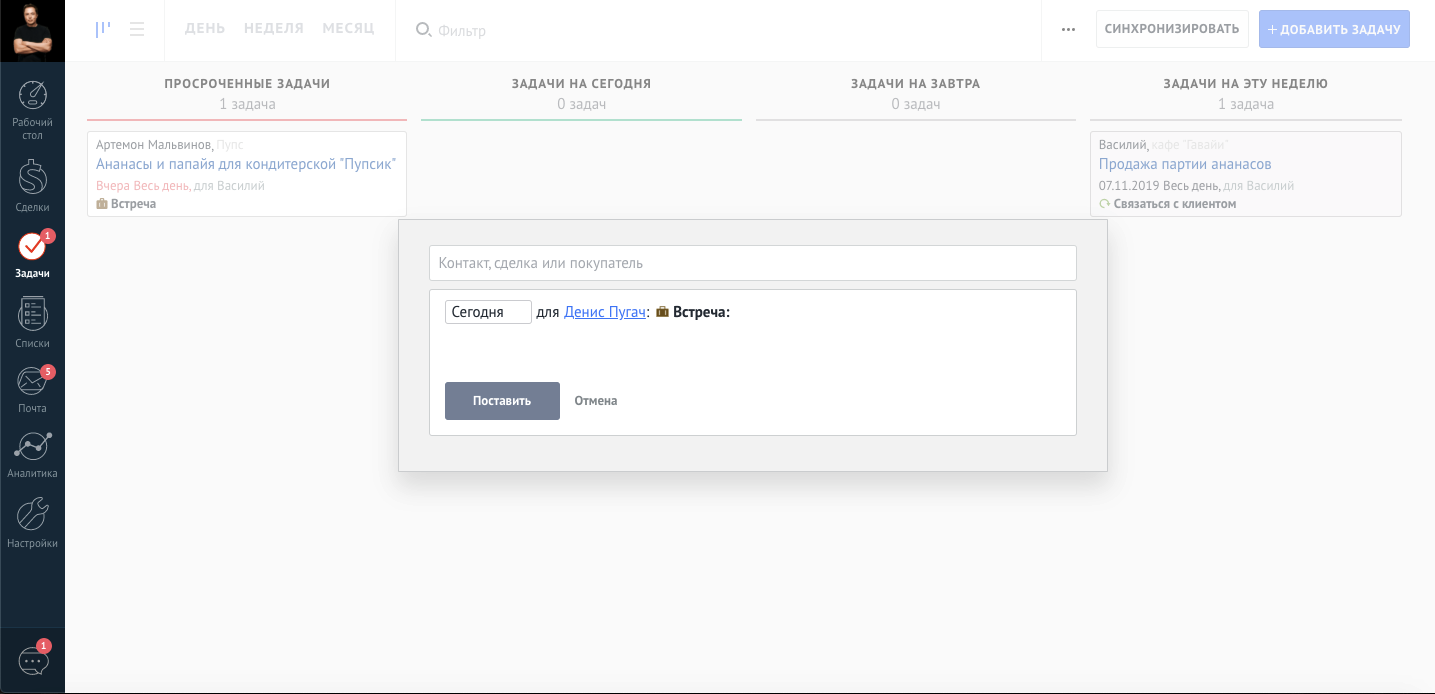 ДЕНЬ НЕДЕЛЯ МЕСЯЦ
Фильтр
СИНХРОНИЗИРОВАТЬ
ДОБАВИТЬ ЗАДАЧУ
Рабочий
стол
Сделки
1
Задачи
Списки
5
Почта
Аналитика
Настройки
1
ПРОСРОЧЕННЫЕ ЗАДАЧИ
1 задача
Артемон Мальвинов, Пупс
Ананасы и папайя для кондитерской "Пупсик"
Вчера Весь день, для Василий
Встреча
ЗАДАЧИ НА СЕГОДНЯ
0 задач
ЗАДАЧИ НА ЗАВТРА
0 задач
ЗАДАЧИ НА ЭТУ НЕДЕЛЮ
1 задача
Василий, кафе "Гавайи"
Продажа партии ананасов
07.11.2019 Весь день, для Василий
Связаться с клиентом
Контакт, сделка или покупатель
Сегодня для Денис Пугач: Встреча:
Поставить Отмена